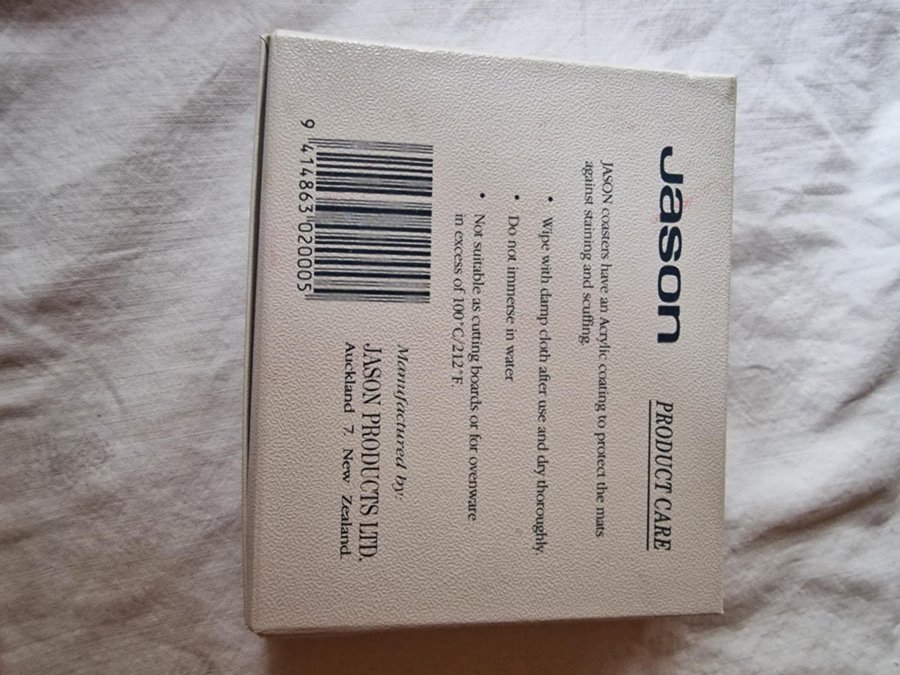 Jason PRODUCT CARE
JASON coasters have an Acrylic coating to protect the mats
against staining and scuffing.
• Wipe with damp cloth after use and dry thoroughly.
• Do not immerse in water
• Not suitable as cutting boards or for ovenware
in excess of 100°C/212°F.
Manufactured by:
JASON PRODUCTS LTD.
Auckland 7, New Zealand.
9 414863 020005